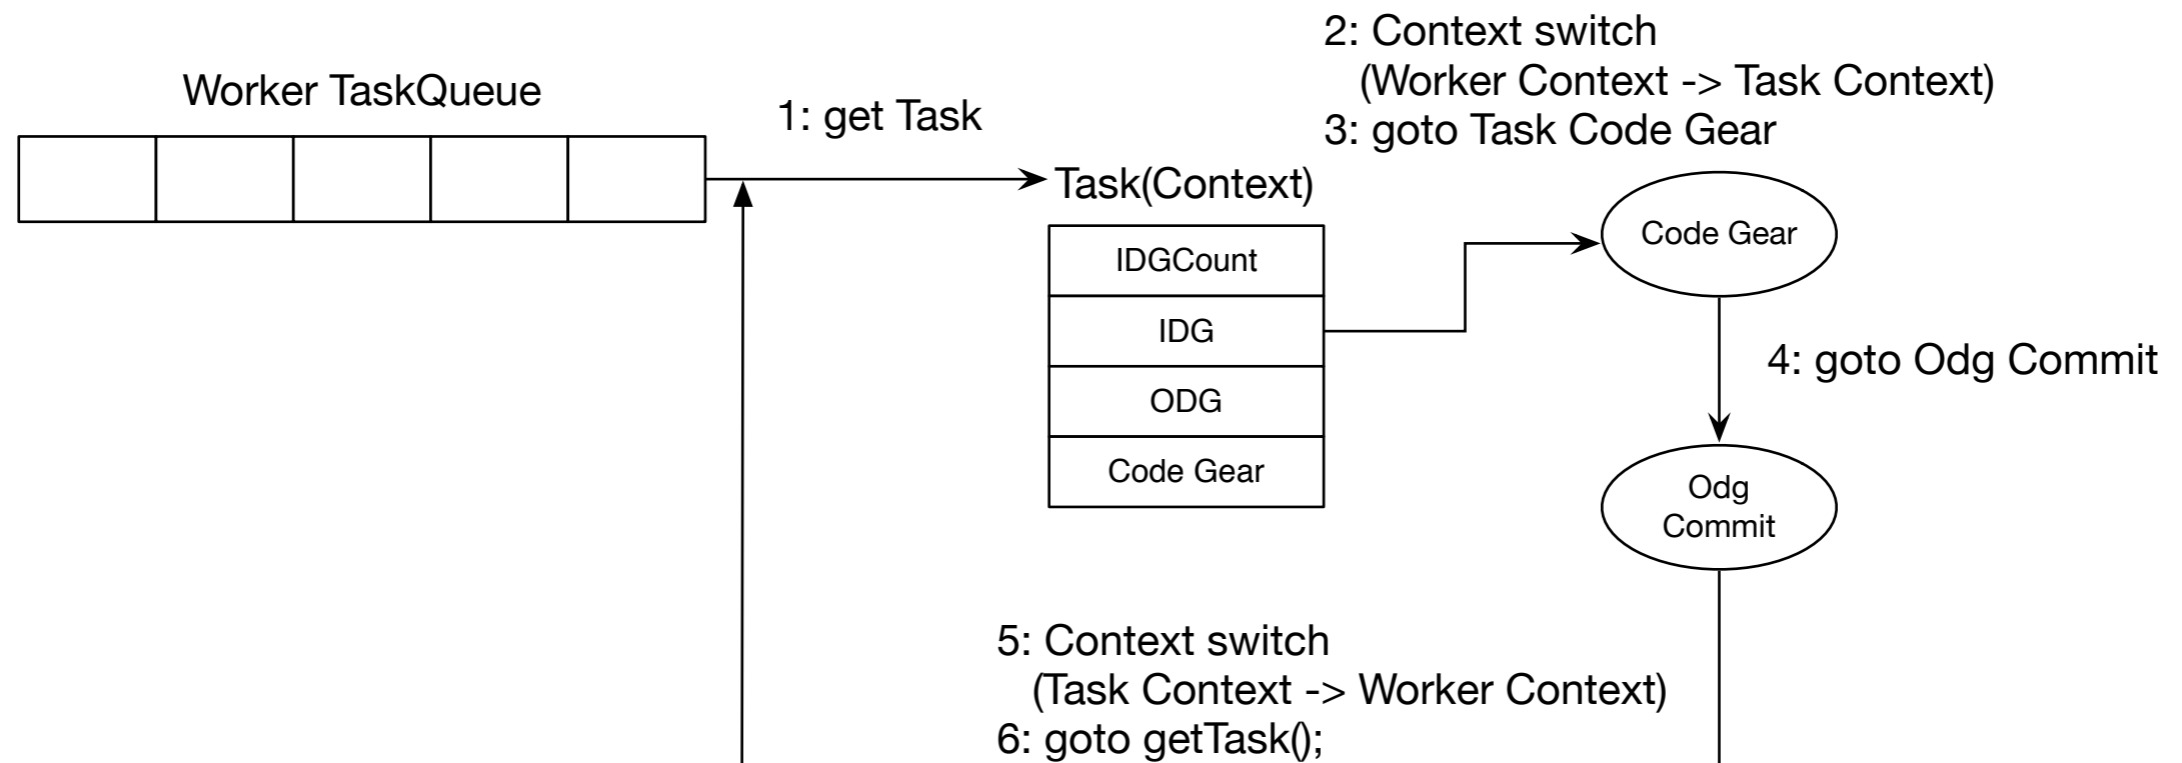 Worker TaskQueue
1: get Task
2: Context switch
(Worker Context -> Task Context)
3: goto Task Code Gear
Task(Context)
IDGCount
IDG
ODG
Code Gear
Code Gear
4: goto Odg Commit
Odg
Commit
5: Context switch
(Task Context -> Worker Context)
6: goto getTask();